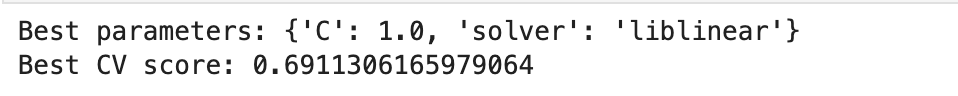 Best parameters: {'C': 1.0, 'solver': 'liblinear'}
Best CV score: 0.6911306165979064